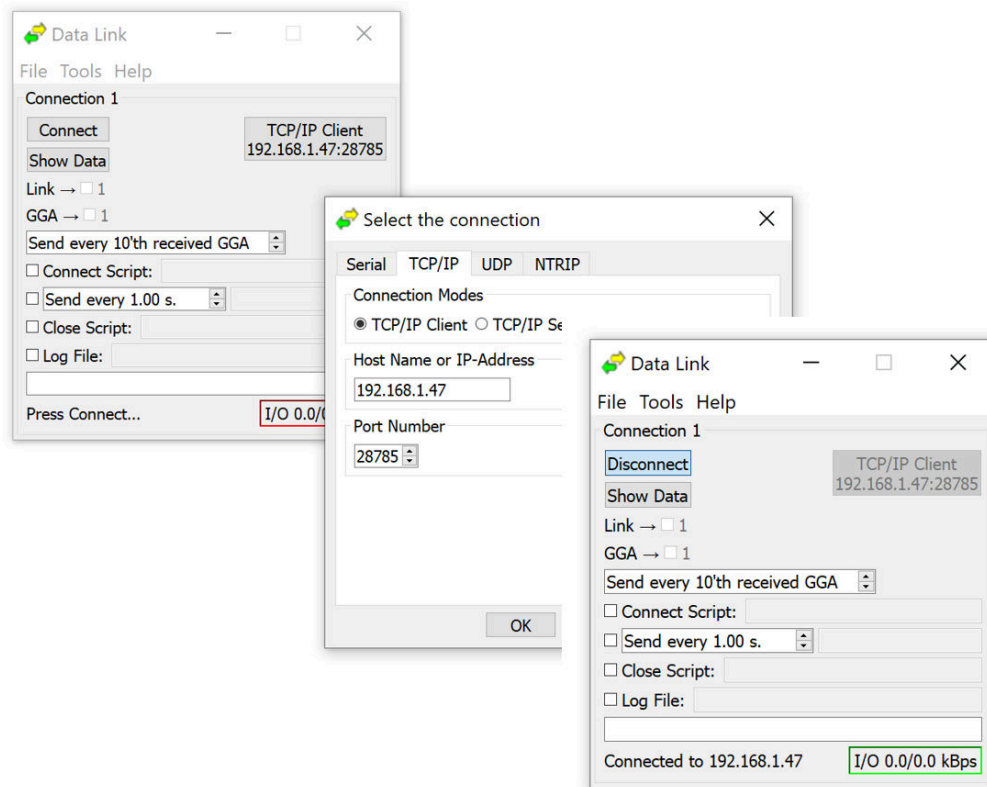 Data Link
File Tools Help
Connection 1
Connect
TCP/IP Client
192.168.1.47:28785
Show Data
Link → 1
GGA → 1
Send every 10'th received GGA
Connect Script:
Send every 1.00 s.
Close Script:
Log File:
Press Connect...
I/O 0.0/
Select the connection
Serial TCP/IP UDP NTRIP
Connection Modes
TCP/IP Client TCP/IP Se
Host Name or IP-Address
192.168.1.47
Port Number
28785
OK
Data Link
File Tools Help
Connection 1
Disconnect
TCP/IP Client
192.168.1.47:28785
Show Data
Link → 1
GGA → 1
Send every 10'th received GGA
Connect Script:
Send every 1.00 s.
Close Script:
Log File:
Connected to 192.168.1.47
I/O 0.0/0.0 kBps